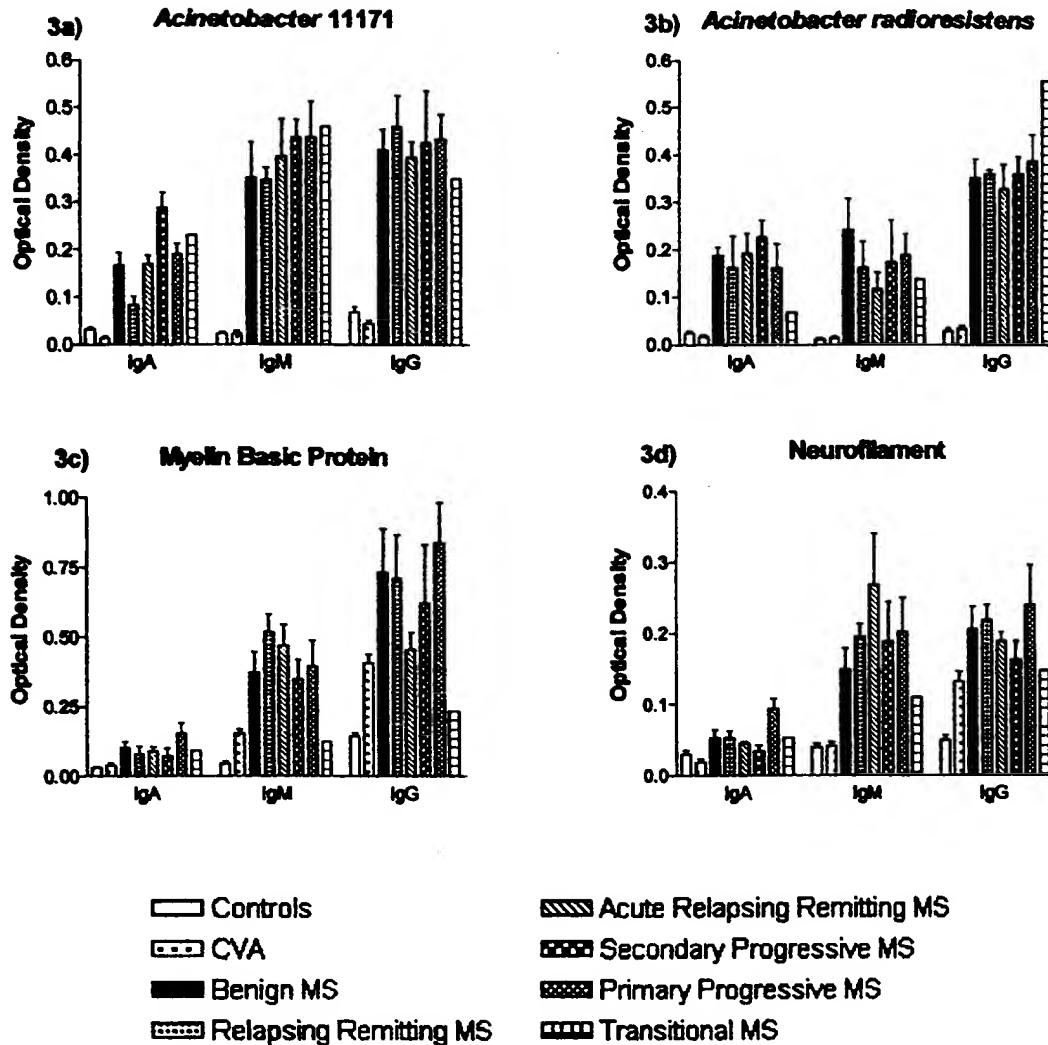 3a) Acinetobacter 11171
0.6
0.5
0.4
0.3
0.2
0.1
0.0
Optical Density
IgA IgM IgG
3b) Acinetobacter radioresistens
0.6
0.5
0.4
0.3
0.2
0.1
0.0
Optical Density
IgA IgM IgG
3c) Myelin Basic Protein
1.00
0.75
0.50
0.25
0.00
Optical Density
IgA IgM IgG
3d) Neurofilament
0.4
0.3
0.2
0.1
0.0
Optical Density
IgA IgM IgG
Controls
CVA
Benign MS
Relapsing Remitting MS
Acute Relapsing Remitting MS
Secondary Progressive MS
Primary Progressive MS
Transitional MS